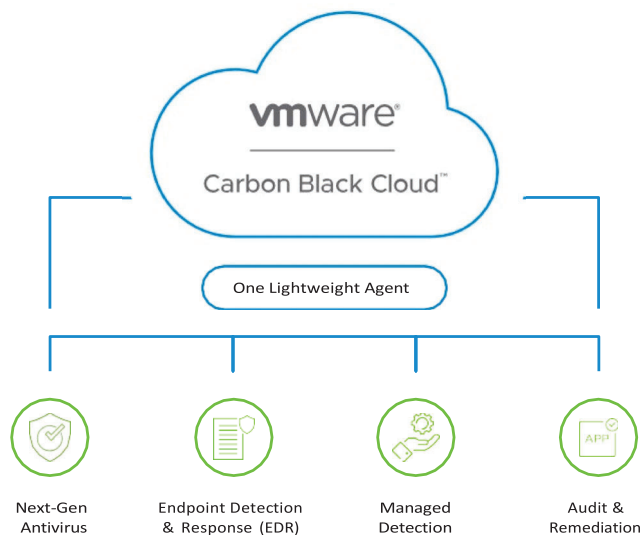 vmware®
Carbon Black Cloud™
One Lightweight Agent
APP
Next-Gen
Antivirus
Endpoint Detection
& Response (EDR)
Managed
Detection
Audit &
Remediation